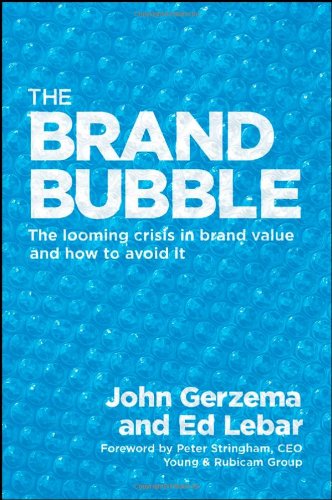 THE
BRAND
BUBBLE
The looming crisis in brand value
and how to avoid it
John Gerzema
and Ed Lebar
Foreword by Peter Stringham, CEO
Young & Rubicam Group